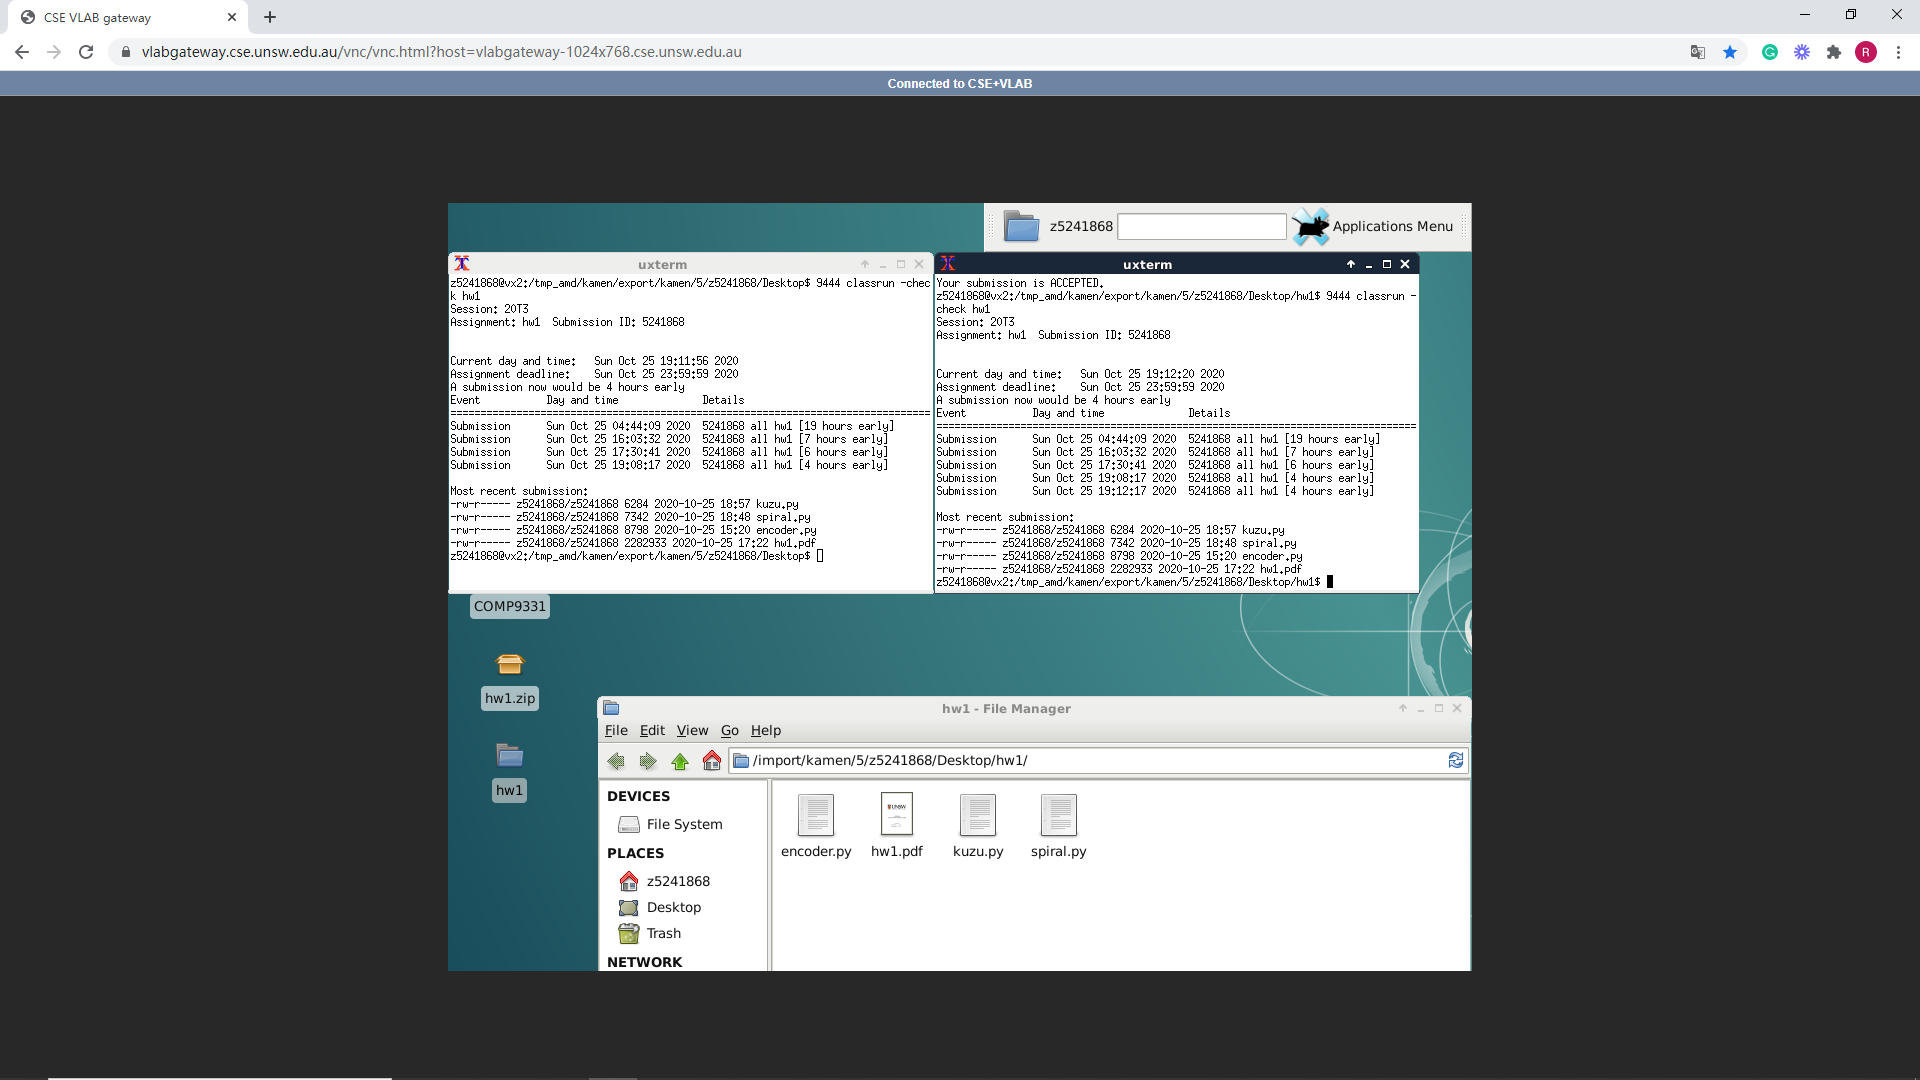 CSE VLAB gateway
vlabgateway.cse.unsw.edu.au/vnc/vnc.html?host=vlabgateway-1024x768.cse.unsw.edu.au
R
Connected to CSE+VLAB
z5241868
Applications Menu
uxterm
z5241868@vx2:/tmp_amd/kamen/export/kamen/5/z5241868/Desktop$ 9444 classrun -chec
k hw1
Session: 20T3
Assignment: hw1  Submission ID: 5241868
Current day and time:   Sun Oct 25 19:11:56 2020
Assignment deadline:    Sun Oct 25 23:59:59 2020
A submission now would be 4 hours early
Event           Day and time              Details
================================================================================
Submission      Sun Oct 25 04:44:09 2020  5241868 all hw1 [19 hours early]
Submission      Sun Oct 25 16:03:32 2020  5241868 all hw1 [7 hours early]
Submission      Sun Oct 25 17:30:41 2020  5241868 all hw1 [6 hours early]
Submission      Sun Oct 25 19:08:17 2020  5241868 all hw1 [4 hours early]
Most recent submission:
-rw-r----- z5241868/z5241868 6284 2020-10-25 18:57 kuzu.py
-rw-r----- z5241868/z5241868 7342 2020-10-25 18:48 spiral.py
-rw-r----- z5241868/z5241868 8798 2020-10-25 15:20 encoder.py
-rw-r----- z5241868/z5241868 2282933 2020-10-25 17:22 hw1.pdf
z5241868@vx2:/tmp_amd/kamen/export/kamen/5/z5241868/Desktop$
uxterm
Your submission is ACCEPTED.
z5241868@vx2:/tmp_amd/kamen/export/kamen/5/z5241868/Desktop/hw1$ 9444 classrun -
check hw1
Session: 20T3
Assignment: hw1  Submission ID: 5241868
Current day and time:   Sun Oct 25 19:12:20 2020
Assignment deadline:    Sun Oct 25 23:59:59 2020
A submission now would be 4 hours early
Event           Day and time              Details
================================================================================
Submission      Sun Oct 25 04:44:09 2020  5241868 all hw1 [19 hours early]
Submission      Sun Oct 25 16:03:32 2020  5241868 all hw1 [7 hours early]
Submission      Sun Oct 25 17:30:41 2020  5241868 all hw1 [6 hours early]
Submission      Sun Oct 25 19:08:17 2020  5241868 all hw1 [4 hours early]
Submission      Sun Oct 25 19:12:17 2020  5241868 all hw1 [4 hours early]
Most recent submission:
-rw-r----- z5241868/z5241868 6284 2020-10-25 18:57 kuzu.py
-rw-r----- z5241868/z5241868 7342 2020-10-25 18:48 spiral.py
-rw-r----- z5241868/z5241868 8798 2020-10-25 15:20 encoder.py
-rw-r----- z5241868/z5241868 2282933 2020-10-25 17:22 hw1.pdf
z5241868@vx2:/tmp_amd/kamen/export/kamen/5/z5241868/Desktop/hw1$
COMP9331
hw1.zip
hw1
hw1 - File Manager
File Edit View Go Help
/import/kamen/5/z5241868/Desktop/hw1/
DEVICES
File System
PLACES
z5241868
Desktop
Trash
NETWORK
UNSW
encoder.py hw1.pdf kuzu.py spiral.py